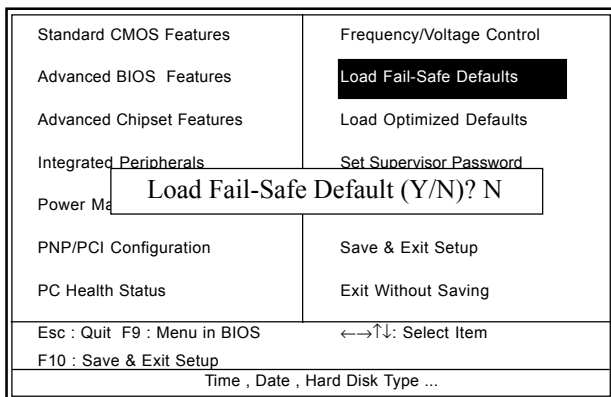 Standard CMOS Features
Frequency/Voltage Control
Advanced BIOS  Features
Load Fail-Safe Defaults
Advanced Chipset Features
Load Optimized Defaults
Integrated Peripherals
Set Supervisor Password
Power Ma
Load Fail-Safe Default (Y/N)? N
PNP/PCI Configuration
Save & Exit Setup
PC Health Status
Exit Without Saving
Esc : Quit  F9 : Menu in BIOS
←→↑↓: Select Item
F10 : Save & Exit Setup
Time , Date , Hard Disk Type ...